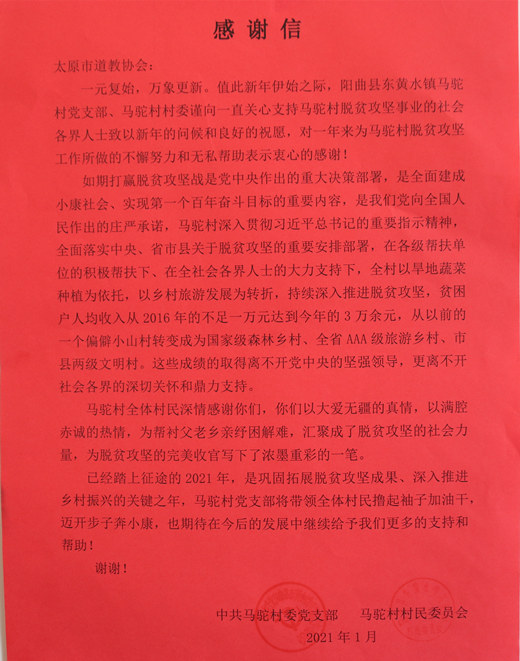 感谢信
太原市道教协会：
一元复始，万象更新。值此新年伊始之际，阳曲县东黄水镇马驼
村党支部、马驼村村委谨向一直关心支持马驼村脱贫攻坚事业的社会
各界人士致以新年的问候和良好的祝愿，对一年来为马驼村脱贫攻坚
工作所做的不懈努力和无私帮助表示衷心的感谢！
如期打赢脱贫攻坚战是党中央作出的重大决策部署，是全面建成
小康社会、实现第一个百年奋斗目标的重要内容，是我们党向全国人
民作出的庄严承诺，马驼村深入贯彻习近平总书记的重要指示精神，
全面落实中央、省市县关于脱贫攻坚的重要安排部署，在各级帮扶单
位的积极帮扶下、在全社会各界人士的大力支持下，全村以旱地蔬菜
种植为依托，以乡村旅游发展为转折，持续深入推进脱贫攻坚，贫困
户人均收入从 2016 年的不足一万元达到今年的 3 万余元，从以前的
一个偏僻小山村转变成为国家级森林乡村、全省 AAA 级旅游乡村、市
县两级文明村。这些成绩的取得离不开党中央的坚强领导，更离不开
社会各界的深切关怀和鼎力支持。
马驼村全体村民深情感谢你们，你们以大爱无疆的真情，以满腔
赤诚的热情，为帮衬父老乡亲纾困解难，汇聚成了脱贫攻坚的社会力
量，为脱贫攻坚的完美收官写下了浓墨重彩的一笔。
已经踏上征途的 2021 年，是巩固拓展脱贫攻坚成果、深入推进
乡村振兴的关键之年，马驼村党支部将带领全体村民撸起袖子加油干，
迈开步子奔小康，也期待在今后的发展中继续给予我们更多的支持和
帮助！
谢谢！
中共马驼村委党支部 马驼村村民委员会
2021 年 1 月